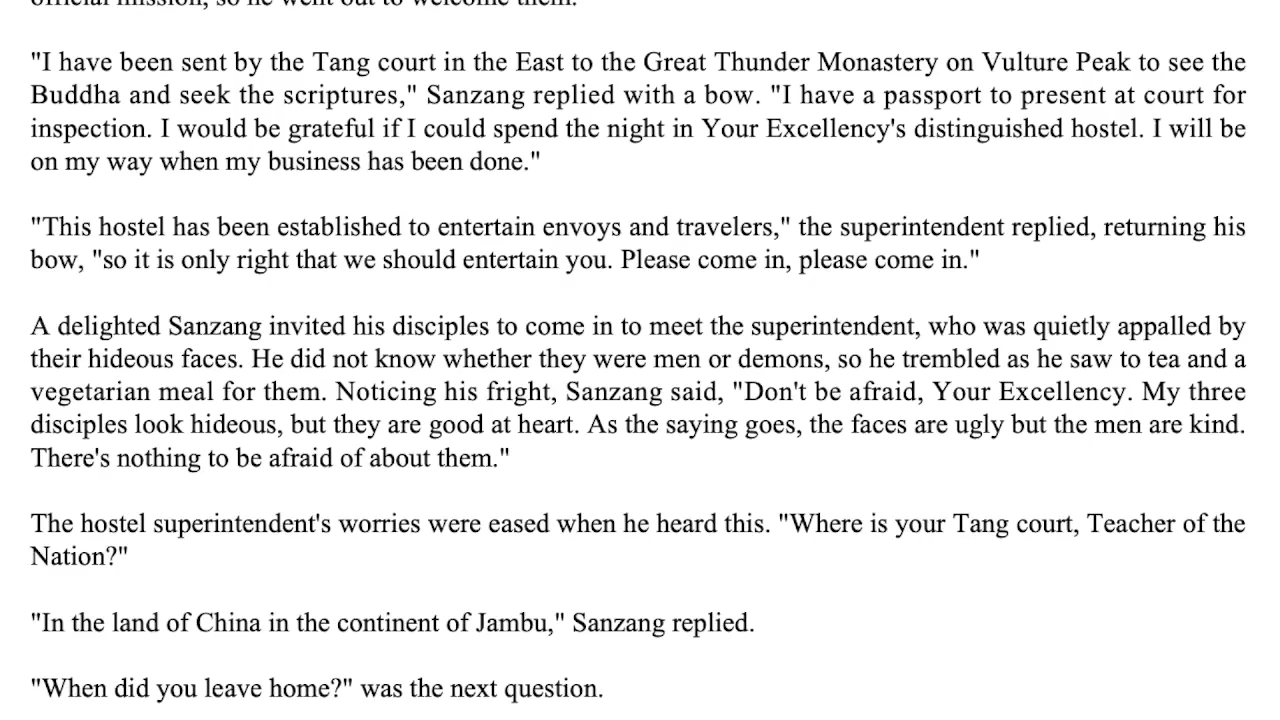 official mission, so he went out to welcome them.
"I have been sent by the Tang court in the East to the Great Thunder Monastery on Vulture Peak to see the
Buddha and seek the scriptures," Sanzang replied with a bow. "I have a passport to present at court for
inspection. I would be grateful if I could spend the night in Your Excellency's distinguished hostel. I will be
on my way when my business has been done."
"This hostel has been established to entertain envoys and travelers," the superintendent replied, returning his
bow, "so it is only right that we should entertain you. Please come in, please come in."
A delighted Sanzang invited his disciples to come in to meet the superintendent, who was quietly appalled by
their hideous faces. He did not know whether they were men or demons, so he trembled as he saw to tea and a
vegetarian meal for them. Noticing his fright, Sanzang said, "Don't be afraid, Your Excellency. My three
disciples look hideous, but they are good at heart. As the saying goes, the faces are ugly but the men are kind.
There's nothing to be afraid of about them."
The hostel superintendent's worries were eased when he heard this. "Where is your Tang court, Teacher of the
Nation?"
"In the land of China in the continent of Jambu," Sanzang replied.
"When did you leave home?" was the next question.